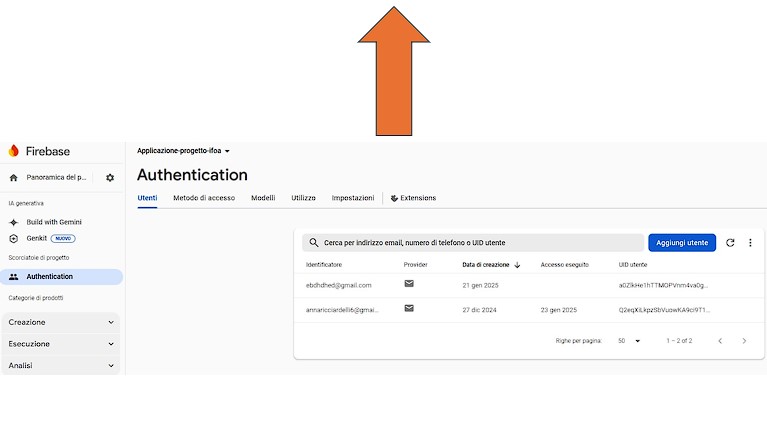 Firebase
Applicazione-progetto-ifoa
Panoramica del p...
Authentication
Utenti Metodo di accesso Modelli Utilizzo Impostazioni Extensions
IA generativa
Build with Gemini
Genkit NUOVO
Scorciatoie di progetto
Authentication
Categorie di prodotti
Creazione
Esecuzione
Analisi
Cerca per indirizzo email, numero di telefono o UID utente Aggiungi utente
Identificatore Provider Data di creazione Accesso eseguito UID utente
ebdhdhed@gmail.com 21 gen 2025
annaricciardelli6@gmai... 27 dic 2024 23 gen 2025
Righe per pagina: 50 1 – 2 of 2